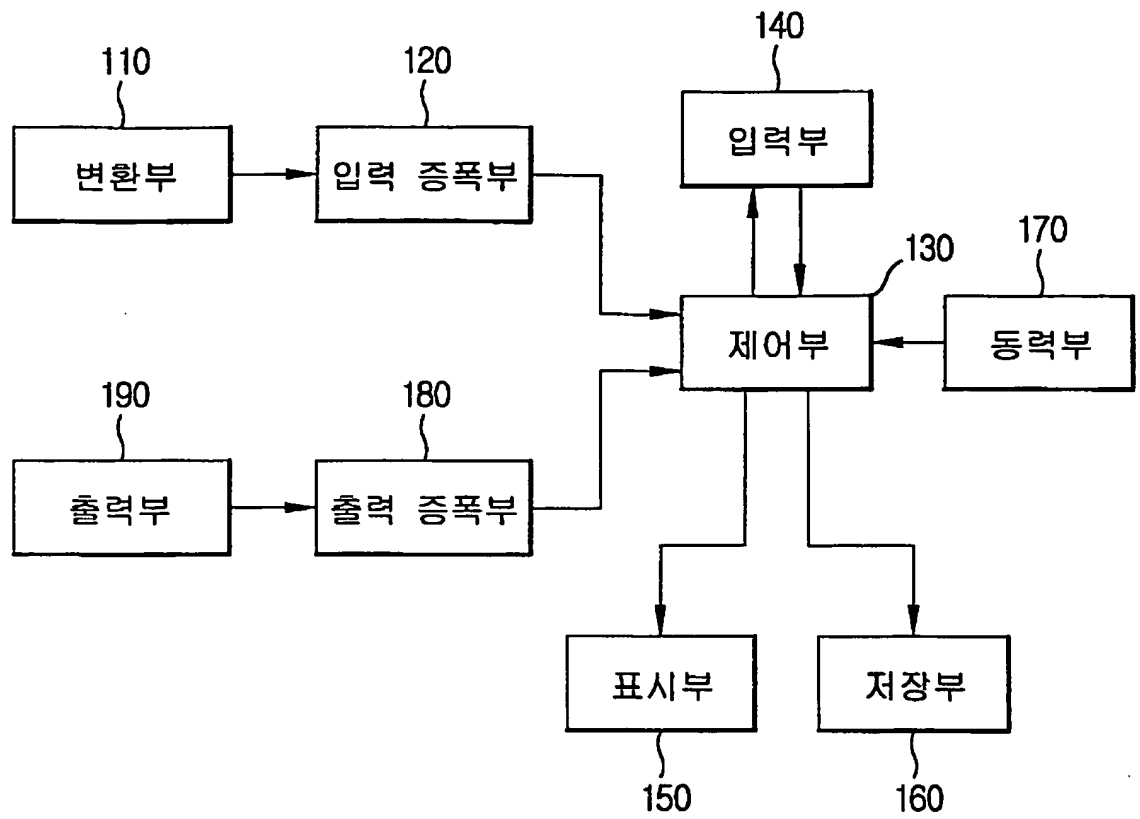 140
110
120
입력부
변환부
입력 증폭부
130
170
제어부
동력부
190
180
출력부
출력 증폭부
표시부
저장부
150
160